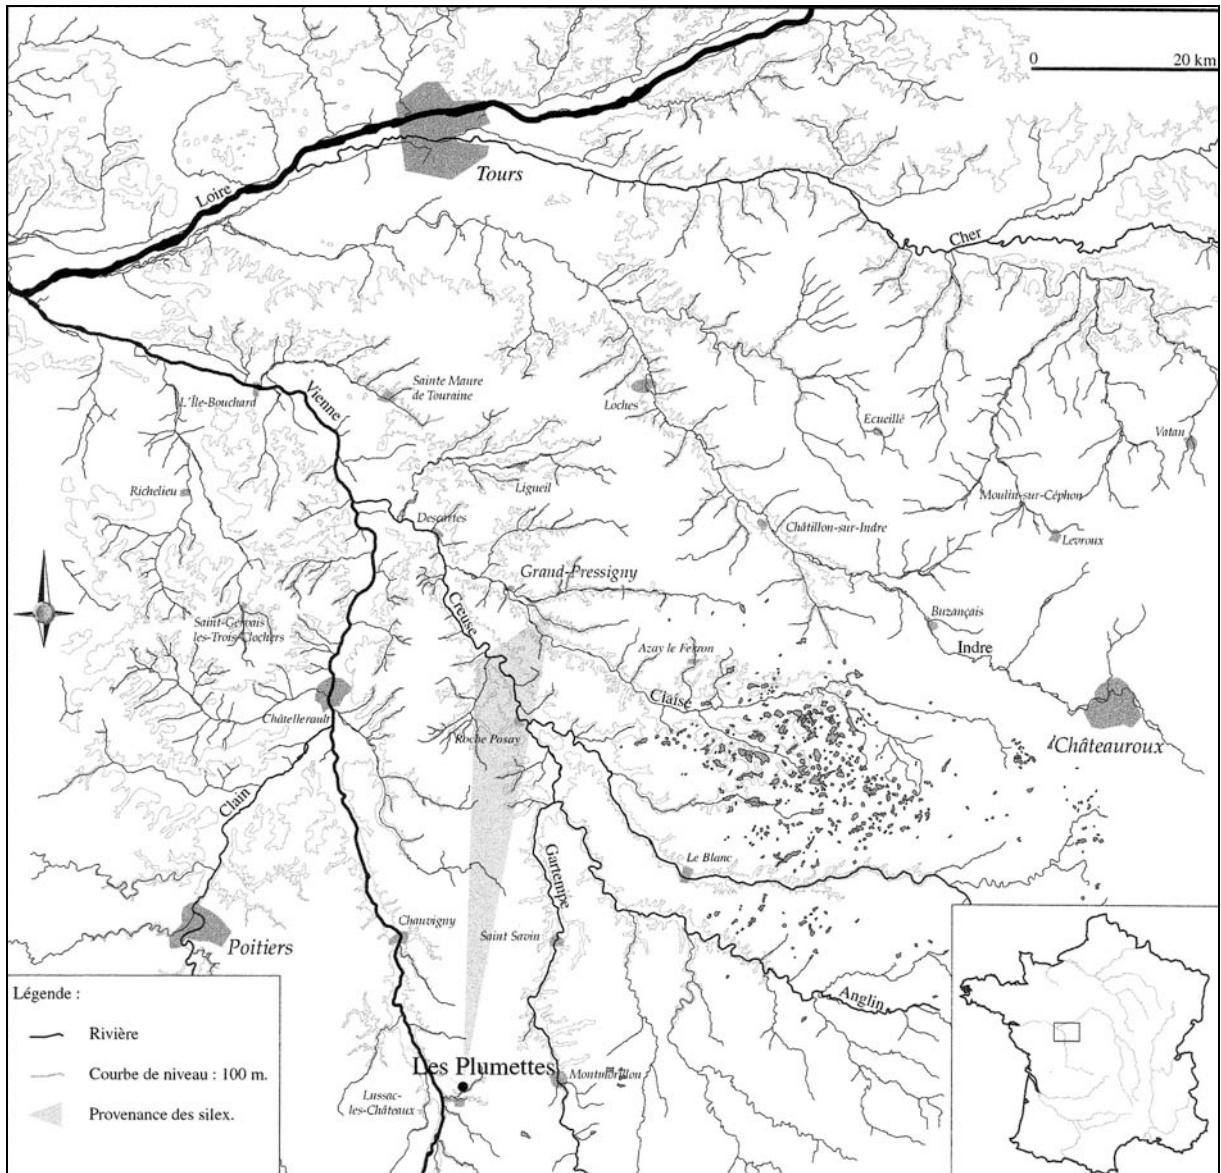 0 20 km
Tours
Loire
Cher
Vienne
L'Île-Bouchard
Sainte Maure
de Touraine
Loches
Ecueillé
Vatan
Richelieu
Ligueil
Moulin-sur-Céphon
Descartes
Châtillon-sur-Indre
Levroux
Grand-Pressigny
Creuse
Buzançais
Saint-Gervais
les-Trois-Clochers
Azay le Ferron
Indre
Claise
Châtellerault
Roche Posay
Châteauroux
Clain
Gartempe
Le Blanc
Chauvigny
Saint Savin
Poitiers
Anglin
Légende :
Rivière
Courbe de niveau : 100 m.
Provenance des silex.
Les Plumettes
Montmorillon
Lussac-
les-Châteaux